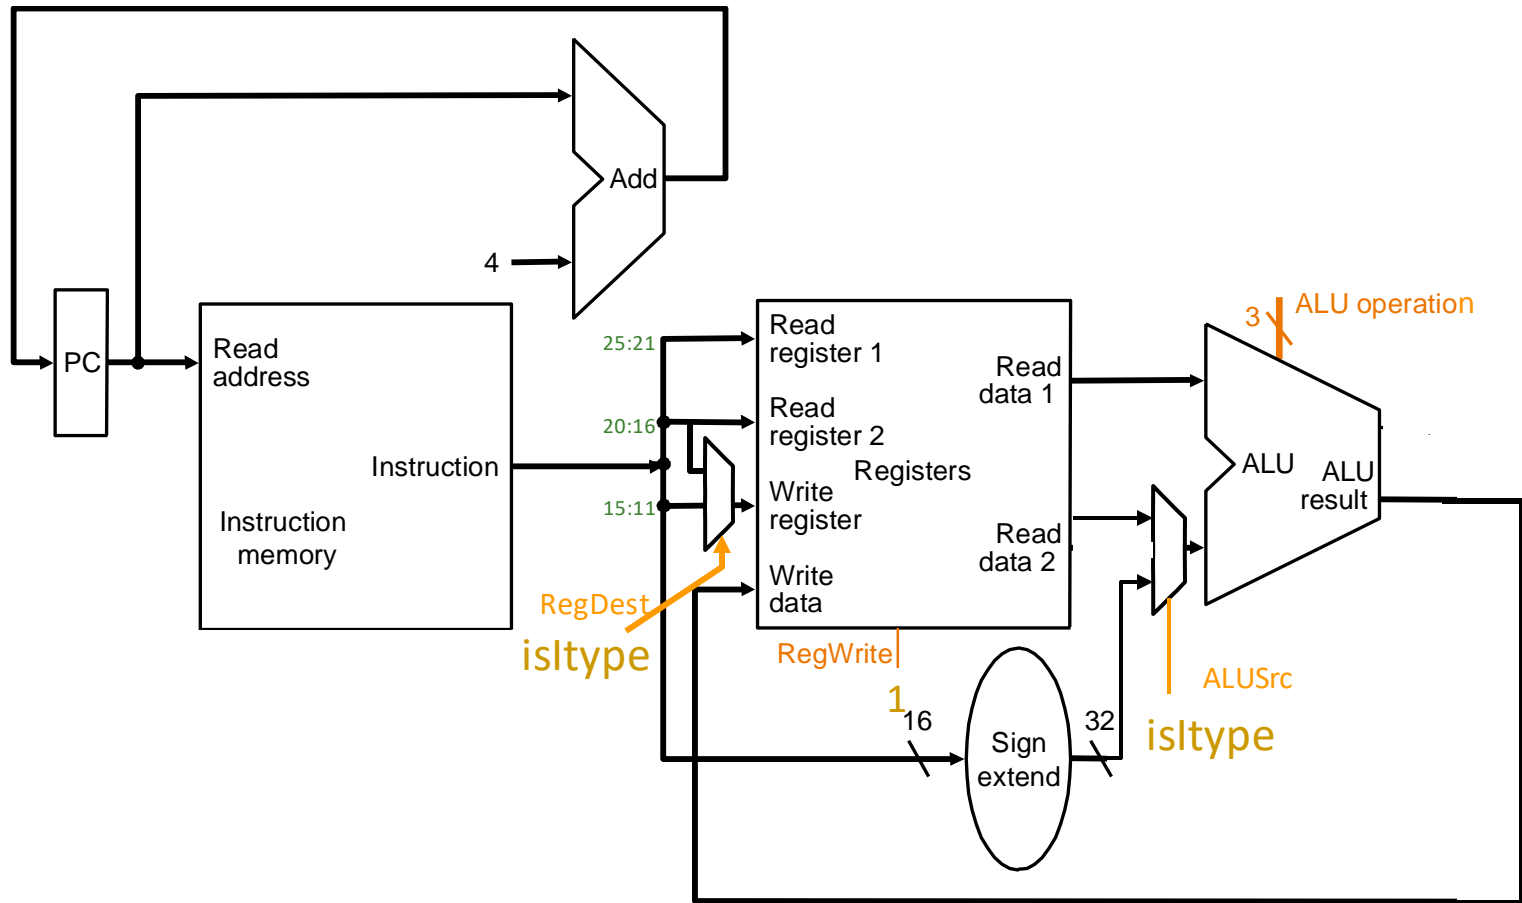 Add
4
PC
Read
address
Instruction
Instruction
memory
25:21
20:16
15:11
RegDest
isItype
Read
register 1
Read
register 2
Registers
Write
register
Write
data
Read
data 1
Read
data 2
RegWrite
1
16
Sign
extend
32
3
ALU operation
ALU
ALU
result
ALUSrc
isItype